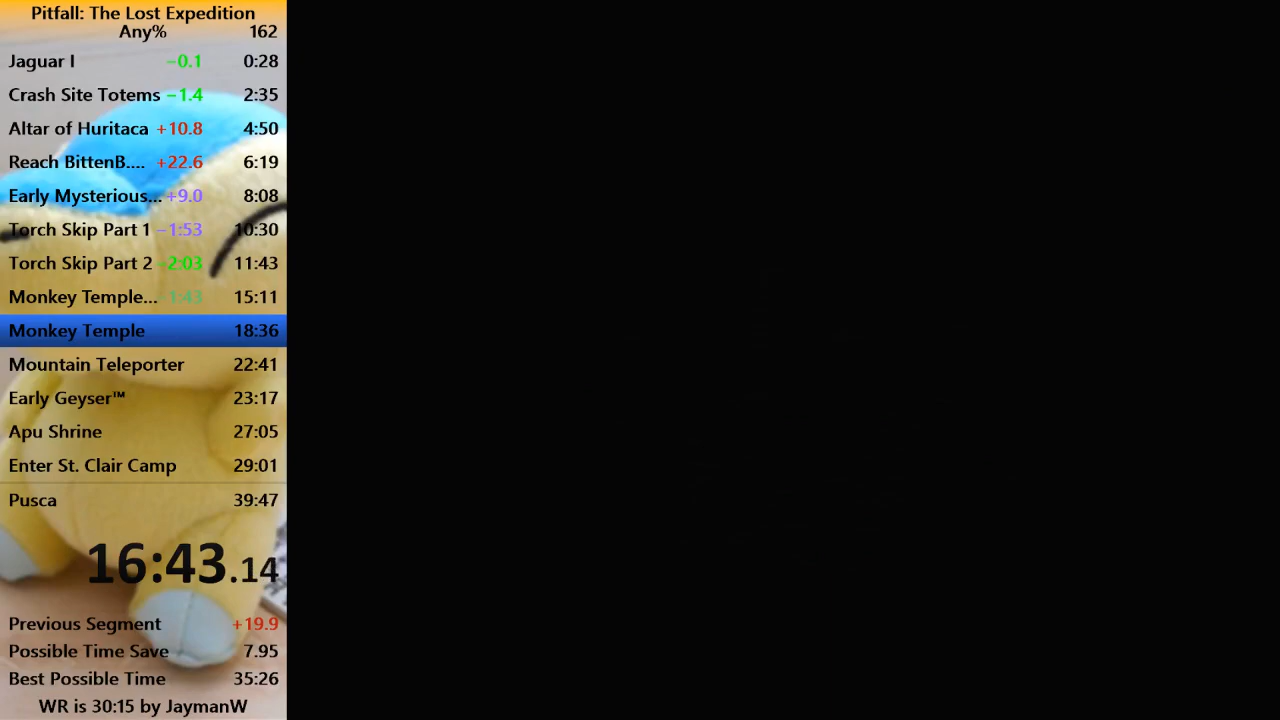 Pitfall: The Lost Expedition
Any% 162
Jaguar I −0.1 0:28
Crash Site Totems −1.4 2:35
Altar of Huritaca +10.8 4:50
Reach BittenB.... +22.6 6:19
Early Mysterious... +9.0 8:08
Torch Skip Part 1 −1:53 10:30
Torch Skip Part 2 −2:03 11:43
Monkey Temple... −1:43 15:11
Monkey Temple 18:36
Mountain Teleporter 22:41
Early Geyser™ 23:17
Apu Shrine 27:05
Enter St. Clair Camp 29:01
Pusca 39:47
16:43.14
Previous Segment +19.9
Possible Time Save 7.95
Best Possible Time 35:26
WR is 30:15 by JaymanW